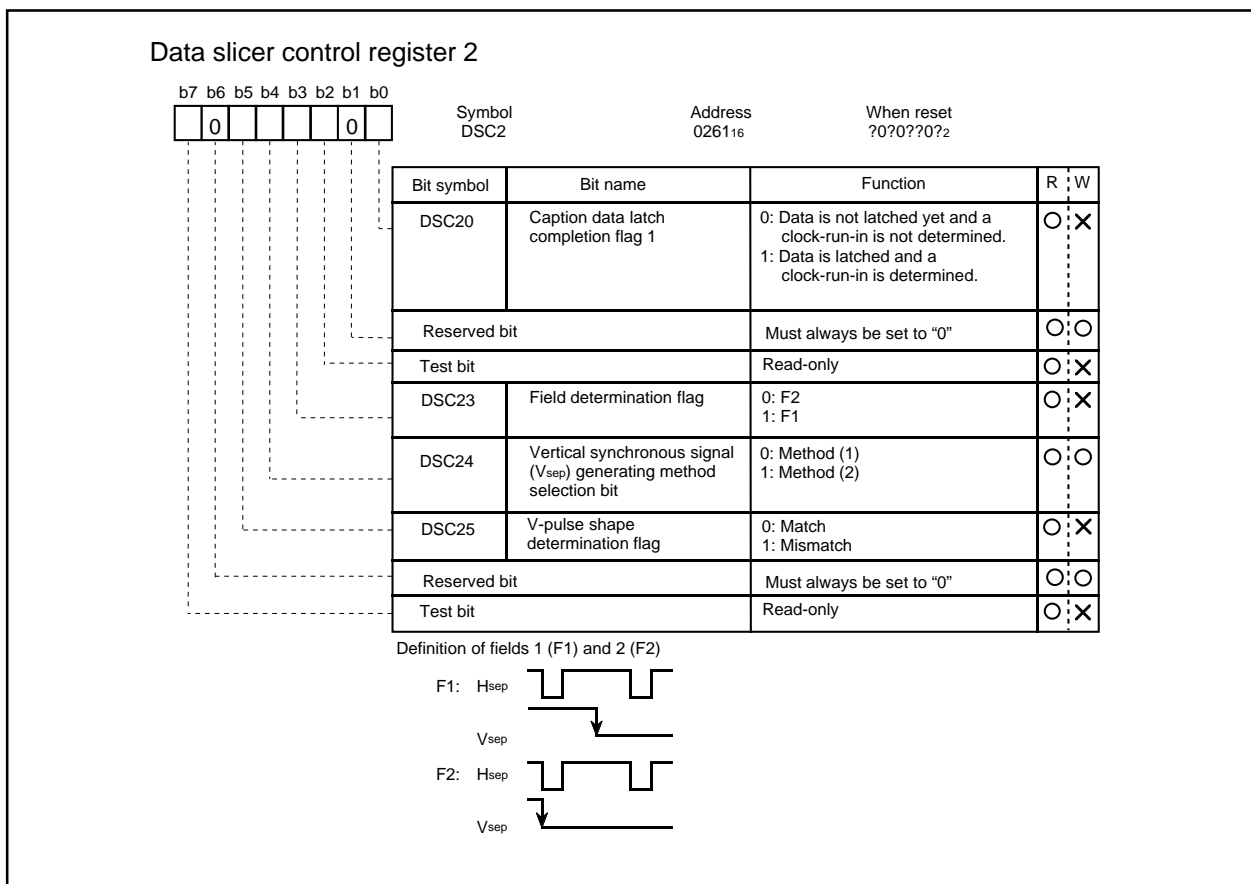 Data slicer control register 2
b7 b6 b5 b4 b3 b2 b1 b0
0 0
Symbol Address When reset
DSC2 026116 ?0?0??0?2
Bit symbol Bit name Function R W
DSC20 Caption data latch completion flag 1 0: Data is not latched yet and a
clock-run-in is not determined.
1: Data is latched and a
clock-run-in is determined.
Reserved bit Must always be set to “0”
Test bit Read-only
DSC23 Field determination flag 0: F2
1: F1
DSC24 Vertical synchronous signal (Vsep) generating method selection bit 0: Method (1)
1: Method (2)
DSC25 V-pulse shape determination flag 0: Match
1: Mismatch
Reserved bit Must always be set to “0”
Test bit Read-only
Definition of fields 1 (F1) and 2 (F2)
F1: Hsep
Vsep
F2: Hsep
Vsep